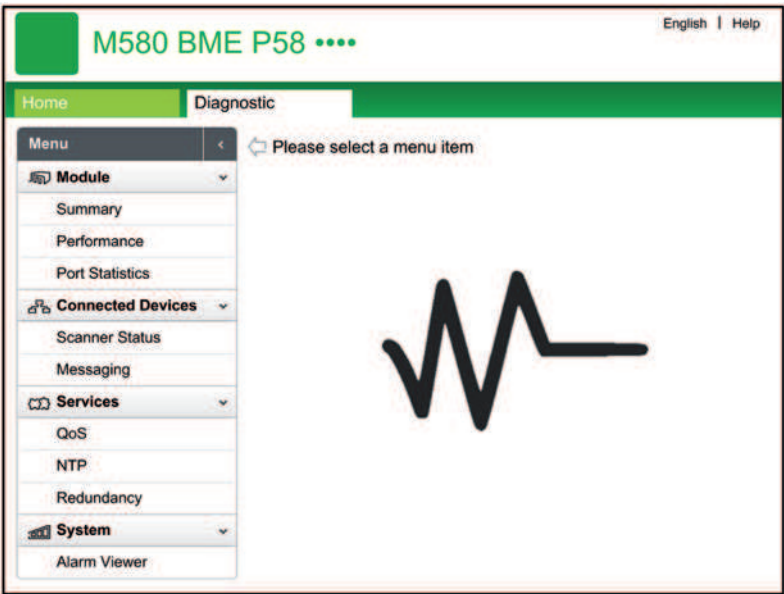 M580 BME P58 ••••
English | Help
Home
Diagnostic
Menu
Please select a menu item
Module
Summary
Performance
Port Statistics
Connected Devices
Scanner Status
Messaging
Services
QoS
NTP
Redundancy
System
Alarm Viewer